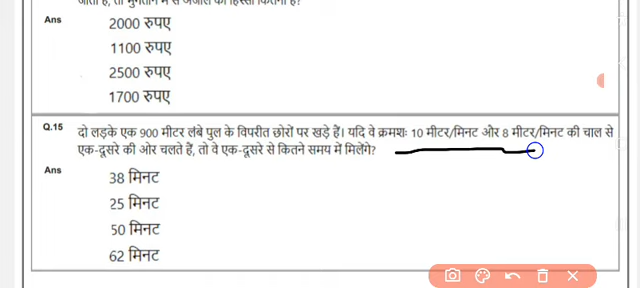 Ans
2000 रुपए
1100 रुपए
2500 रुपए
1700 रुपए
Q.15 दो लड़के एक 900 मीटर लंबे पुल के विपरीत छोरों पर खड़े हैं। यदि वे क्रमशः 10 मीटर/मिनट और 8 मीटर/मिनट की चाल से
एक-दूसरे की ओर चलते हैं, तो वे एक-दूसरे से कितने समय में मिलेंगे?
Ans
38 मिनट
25 मिनट
50 मिनट
62 मिनट